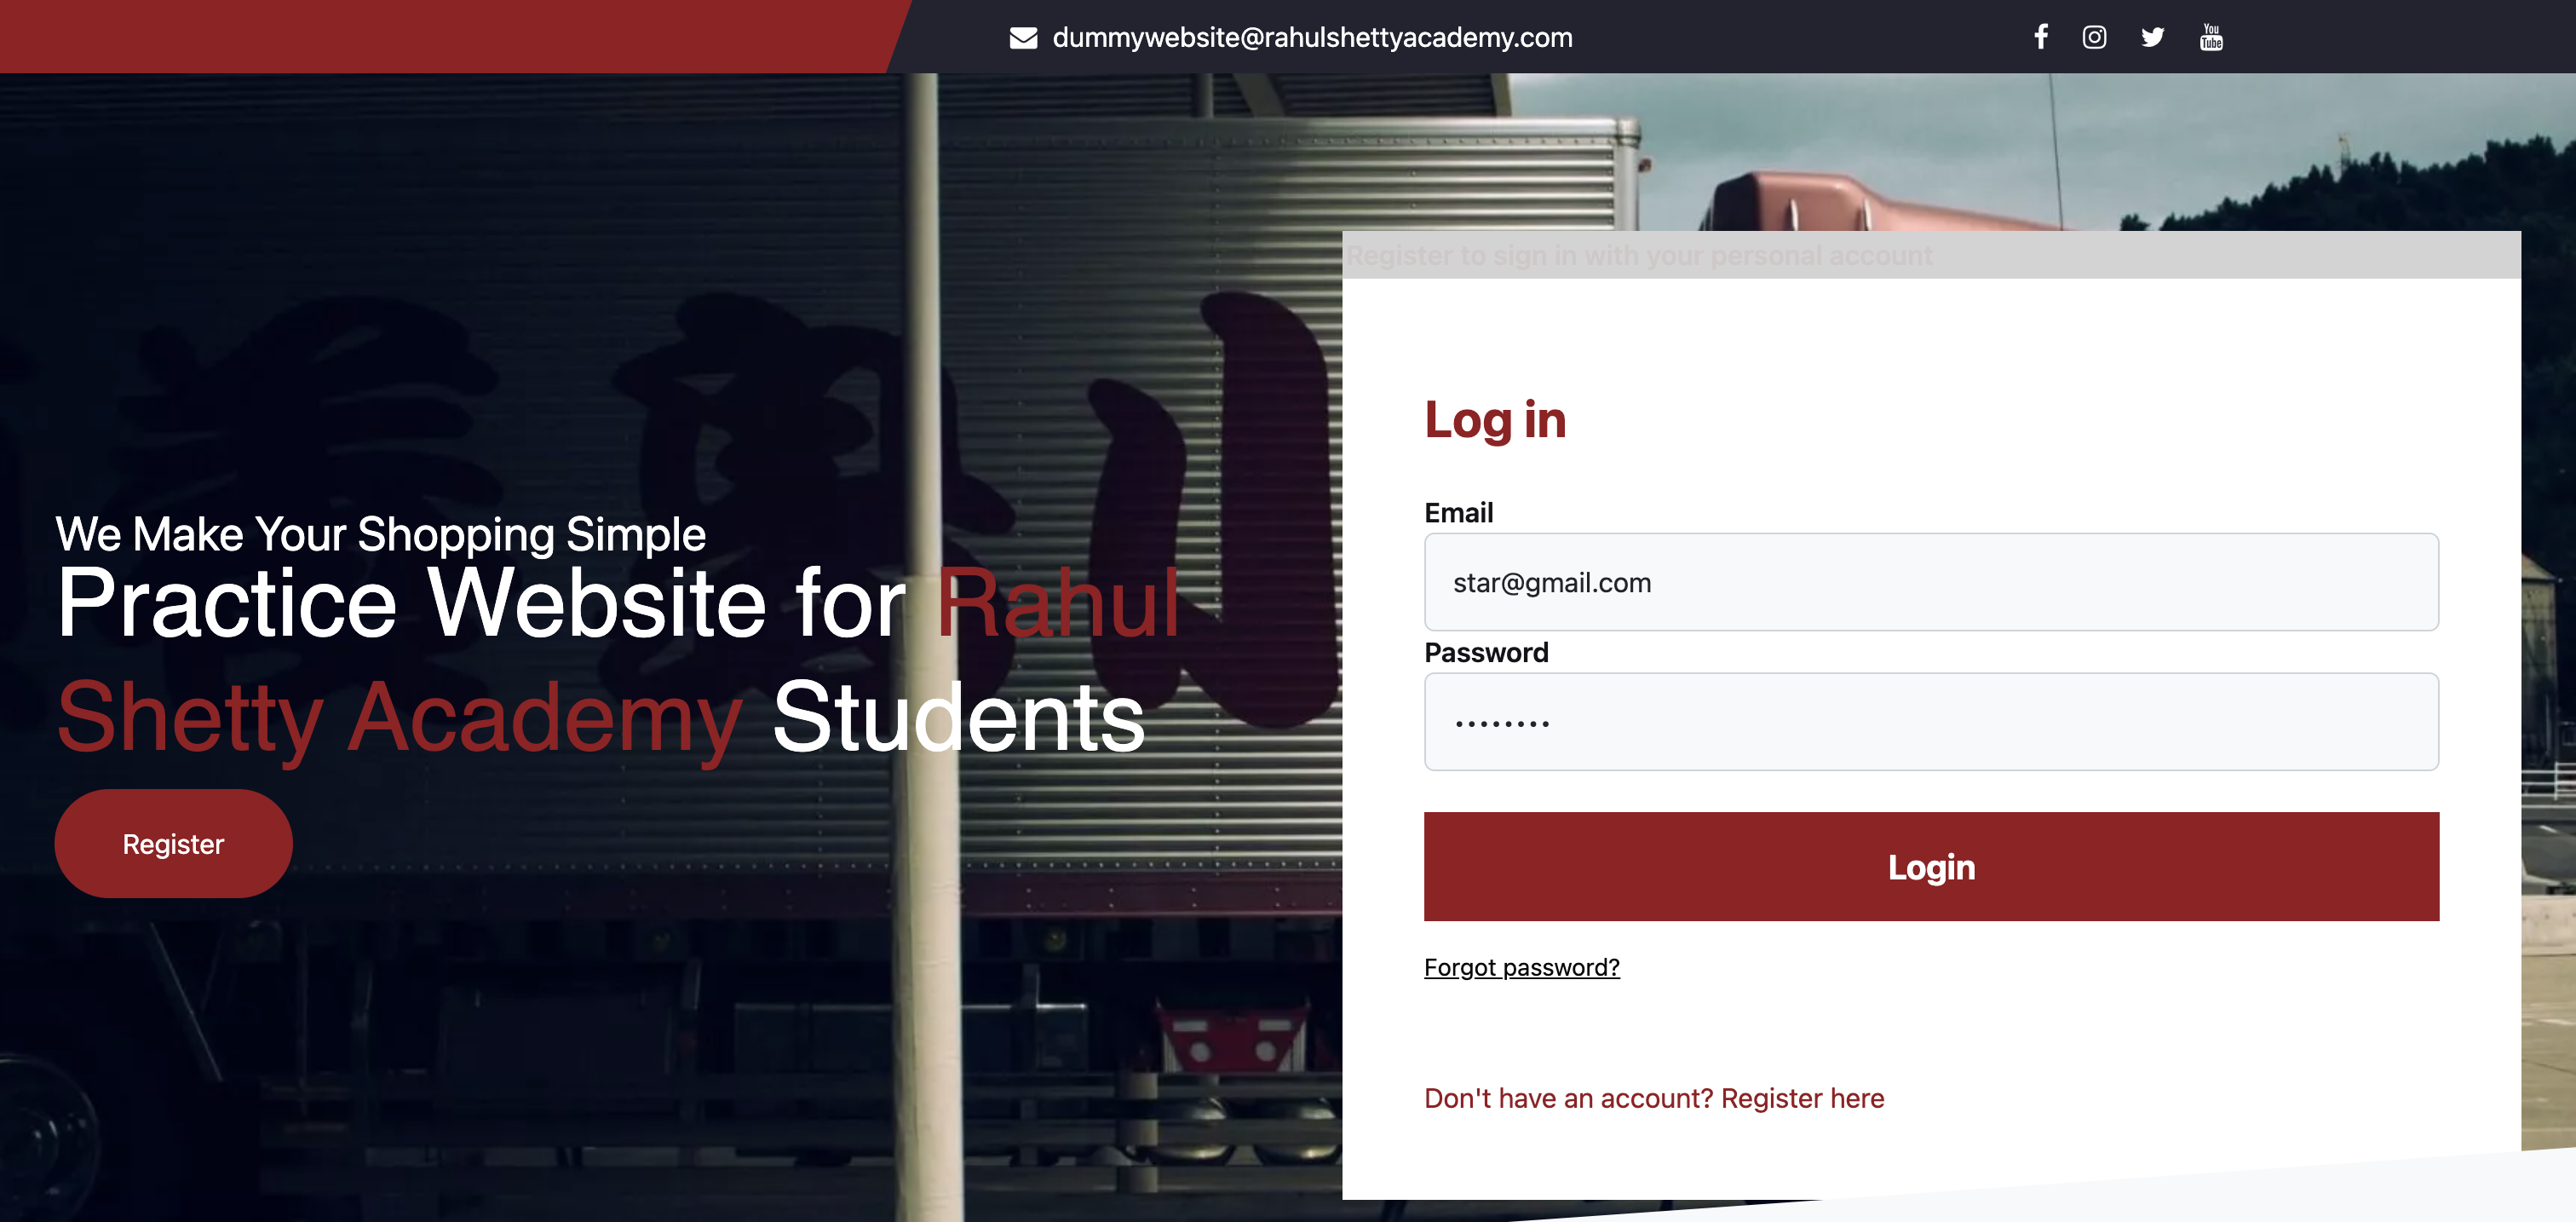 dummywebsite@rahulshettyacademy.com
You
Tube
Register to sign in with your personal account
We Make Your Shopping Simple
Practice Website for Rahul
Shetty Academy Students
Register
Log in
Email
star@gmail.com
Password
Login
Forgot password?
Don't have an account? Register here